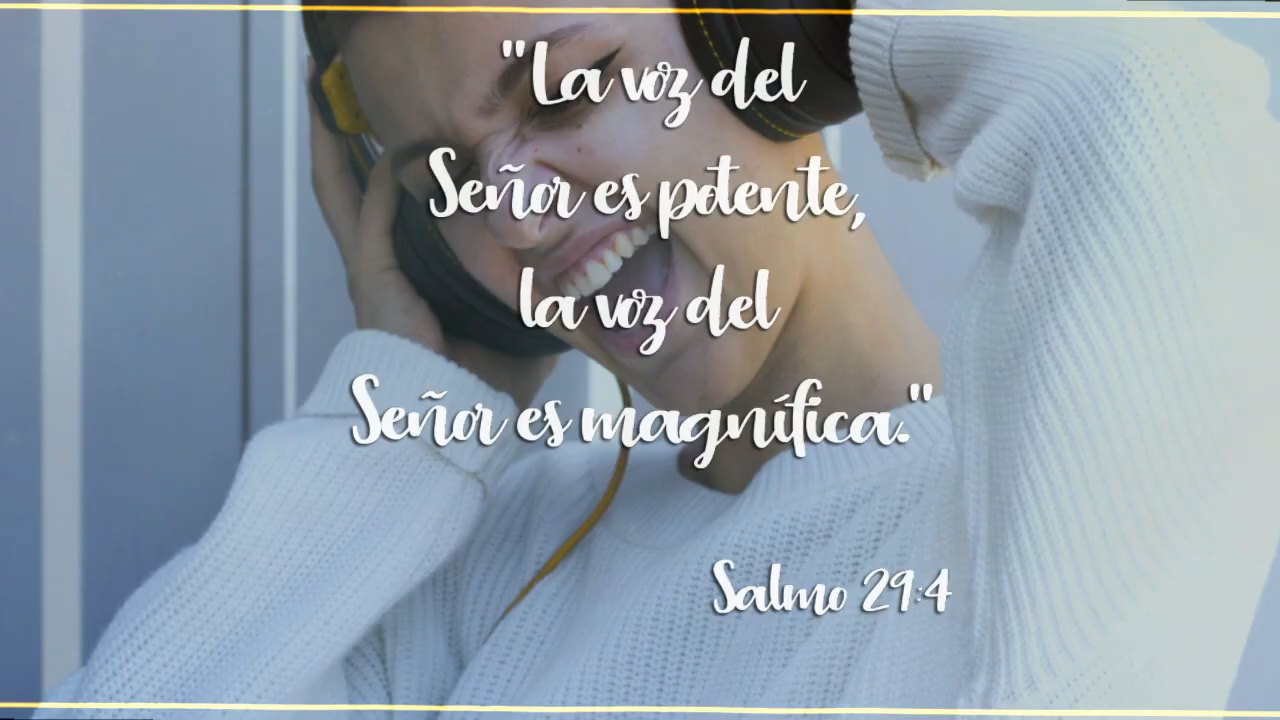 "La voz del
Señor es potente,
la voz del
Señor es magnífica."
Salmo 29:4